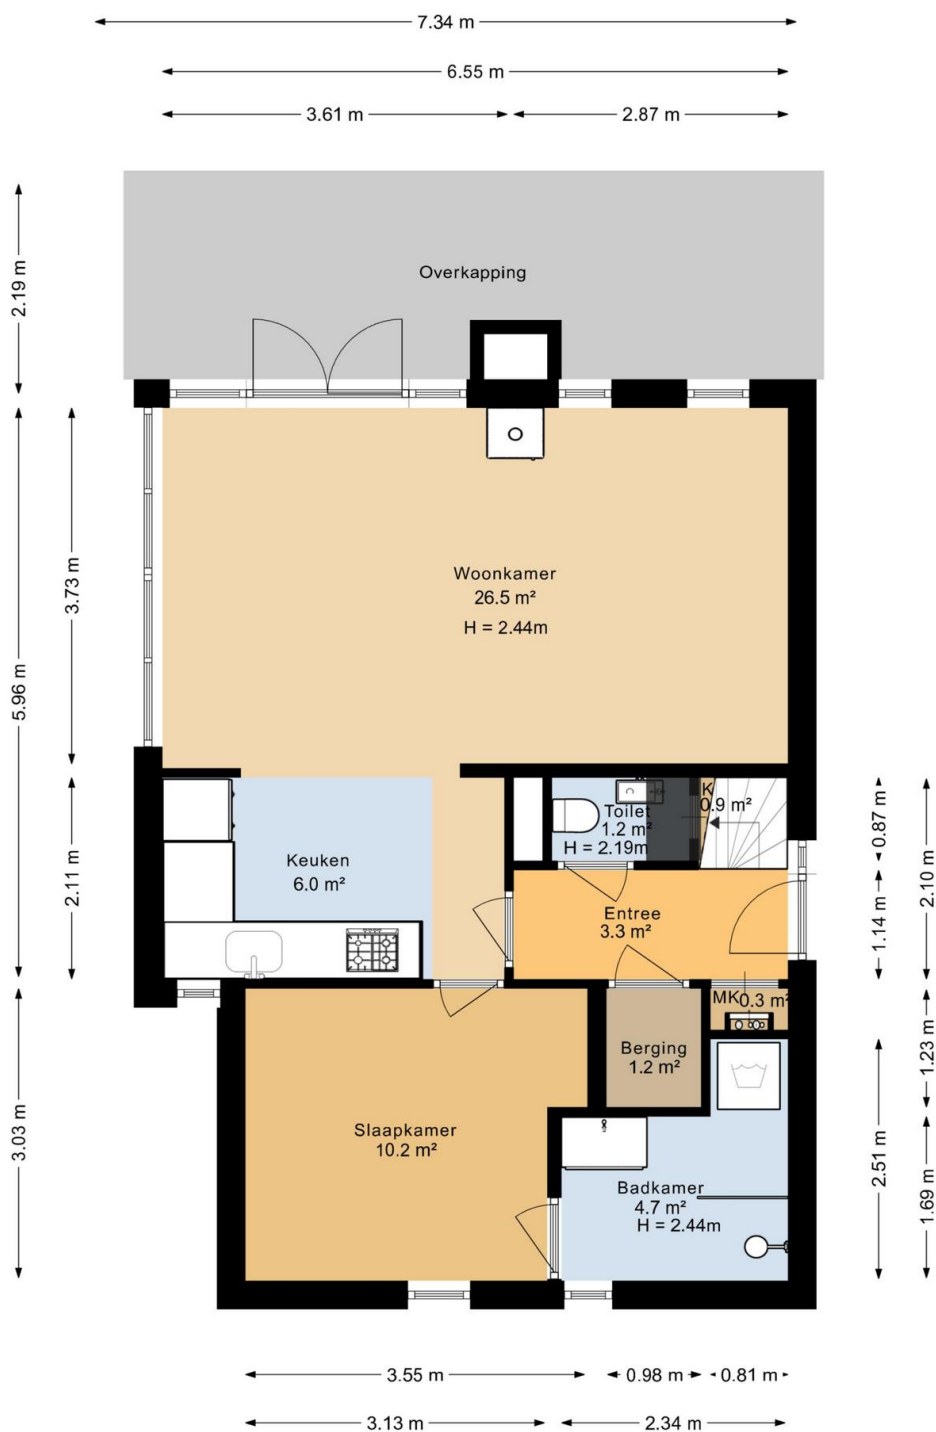 7.34 m
6.55 m
3.61 m
2.87 m
2.19 m
Overkapping
5.96 m
3.73 m
Woonkamer
26.5 m²
H = 2.44m
2.11 m
Keuken
6.0 m²
Toilet
1.2 m²
H = 2.19m
K
0.9 m²
0.87 m
2.10 m
1.14 m
Entree
3.3 m²
MK
0.3 m²
Berging
1.2 m²
1.23 m
3.03 m
Slaapkamer
10.2 m²
Badkamer
4.7 m²
H = 2.44m
2.51 m
1.69 m
3.55 m
0.98 m
0.81 m
3.13 m
2.34 m